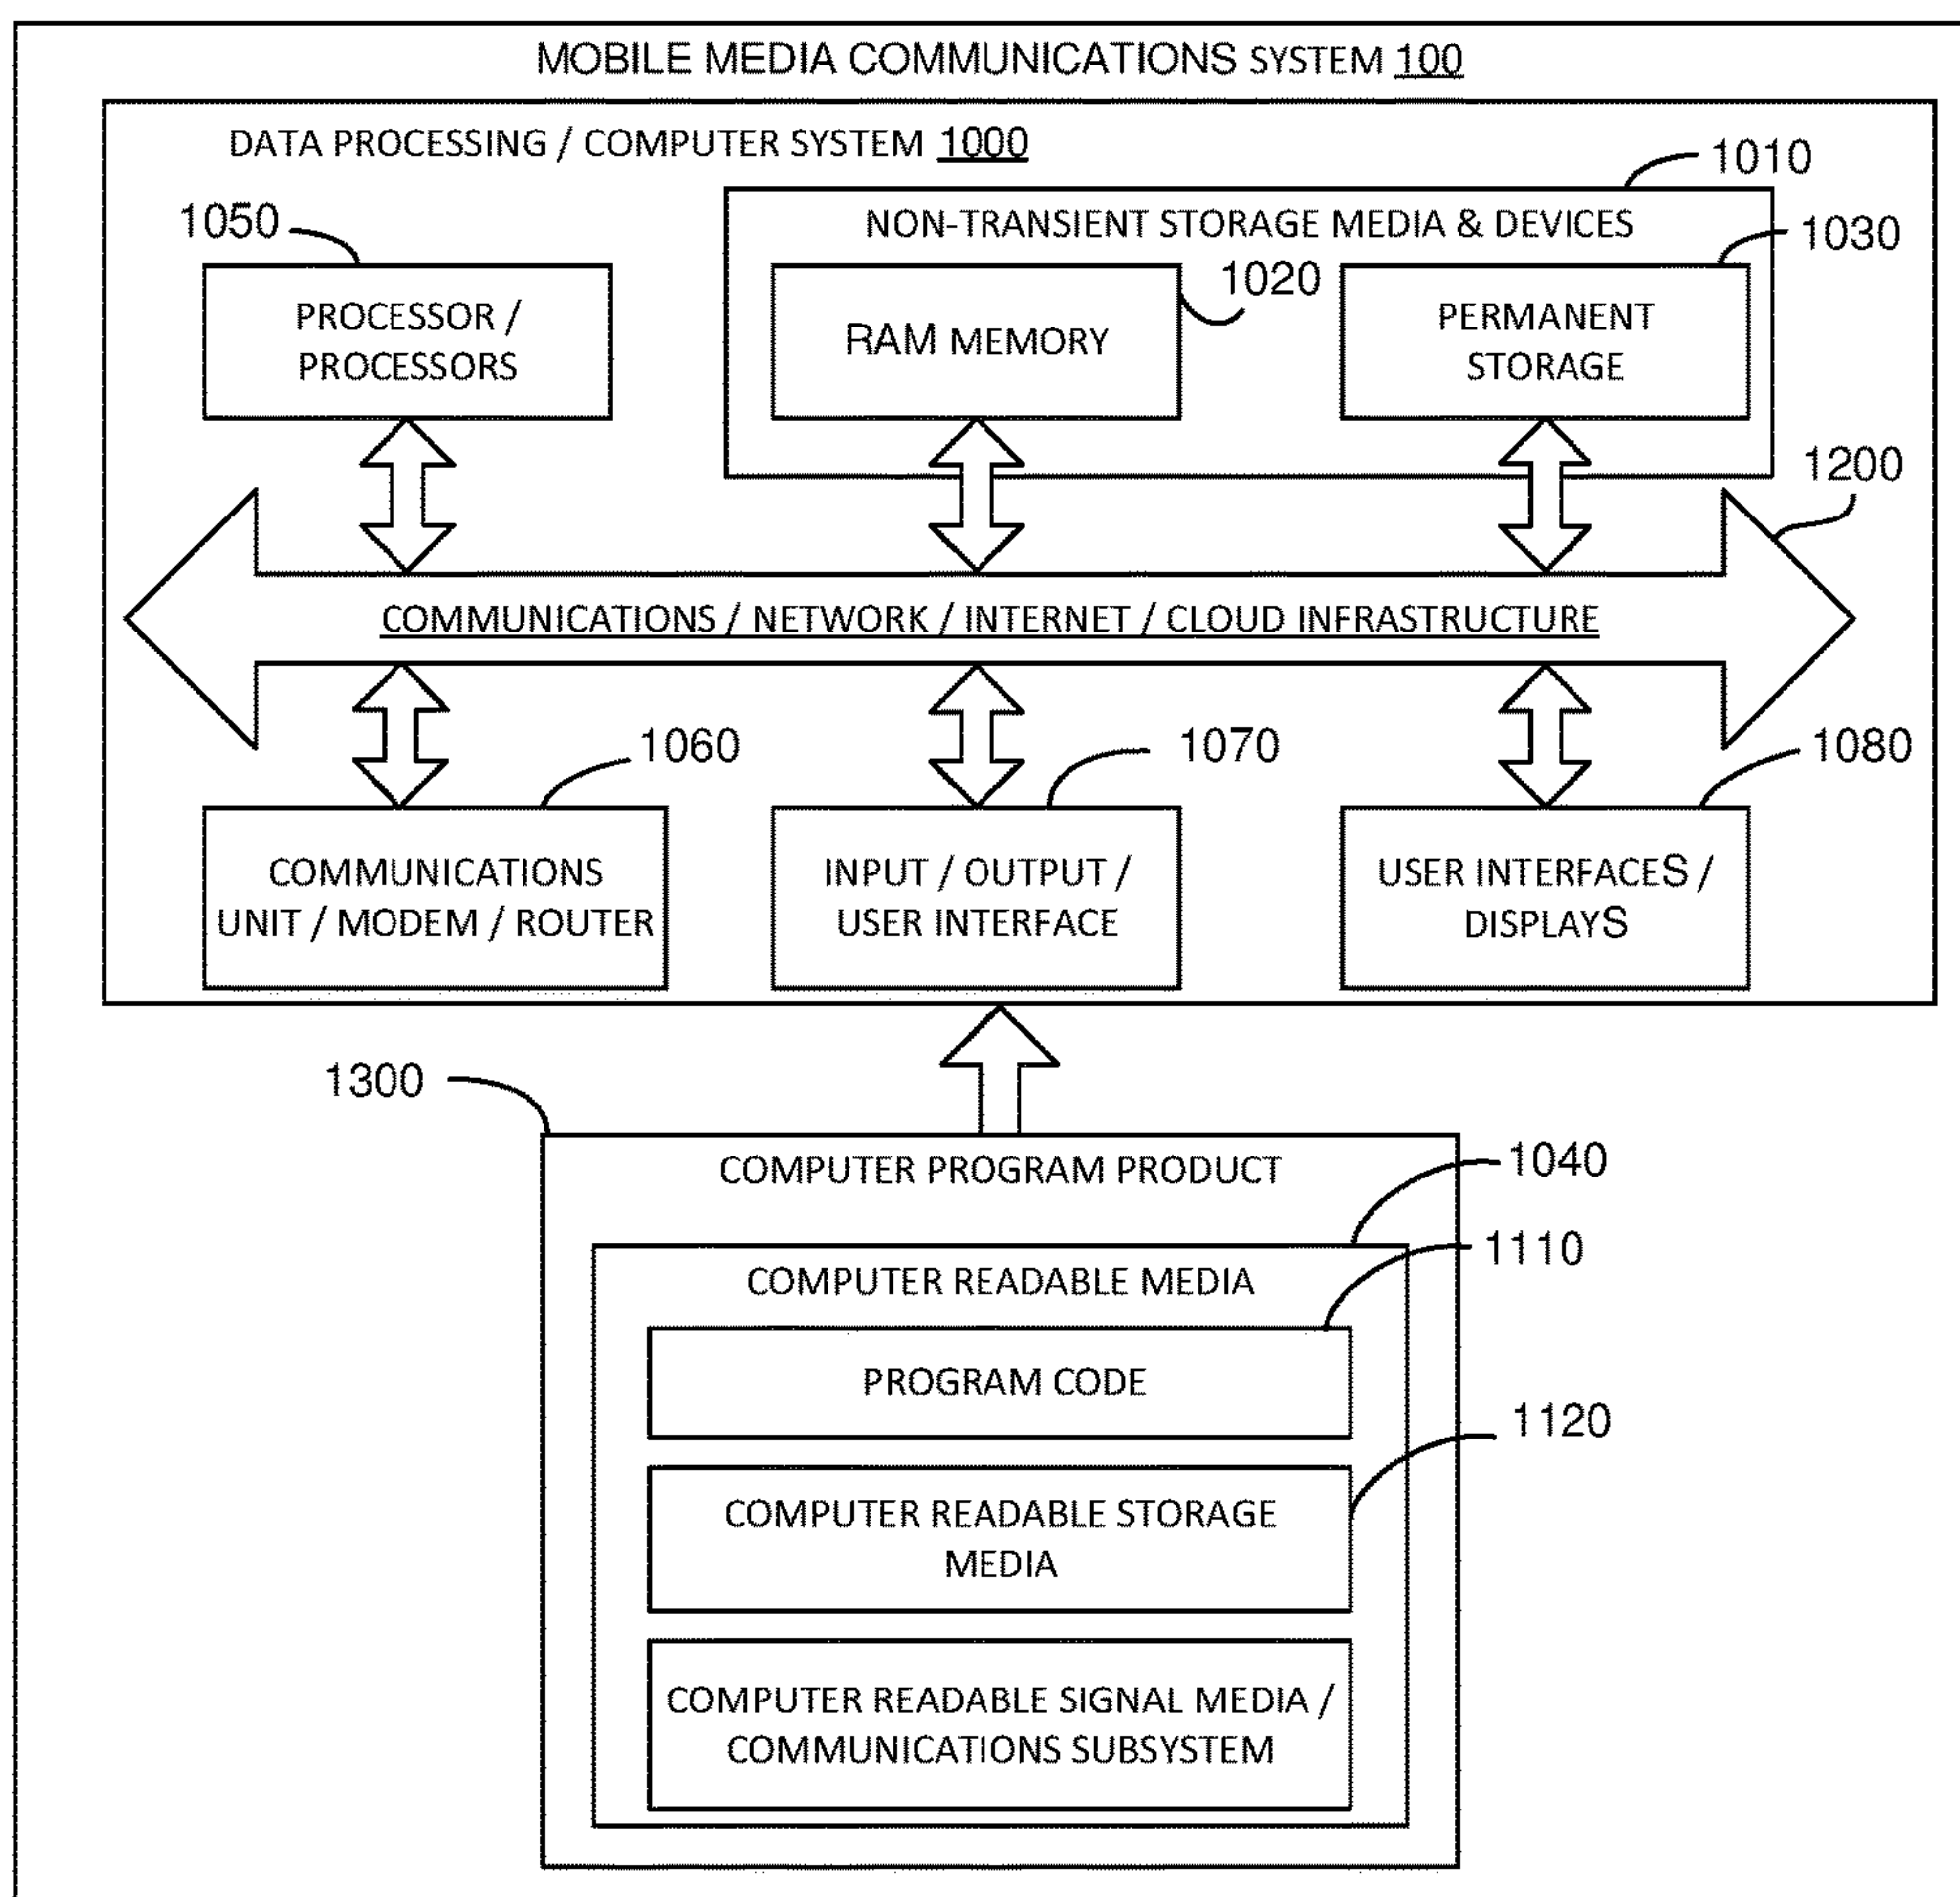 MOBILE MEDIA COMMUNICATIONS SYSTEM 100
DATA PROCESSING / COMPUTER SYSTEM 1000
1010
1050
NON-TRANSIENT STORAGE MEDIA & DEVICES
1030
1020
PROCESSOR /
PROCESSORS
RAM MEMORY
PERMANENT
STORAGE
1200
COMMUNICATIONS / NETWORK / INTERNET / CLOUD INFRASTRUCTURE
1060
1070
1080
COMMUNICATIONS
UNIT / MODEM / ROUTER
INPUT / OUTPUT /
USER INTERFACE
USER INTERFACES /
DISPLAYS
1300
COMPUTER PROGRAM PRODUCT
1040
1110
COMPUTER READABLE MEDIA
PROGRAM CODE
1120
COMPUTER READABLE STORAGE
MEDIA
COMPUTER READABLE SIGNAL MEDIA /
COMMUNICATIONS SUBSYSTEM